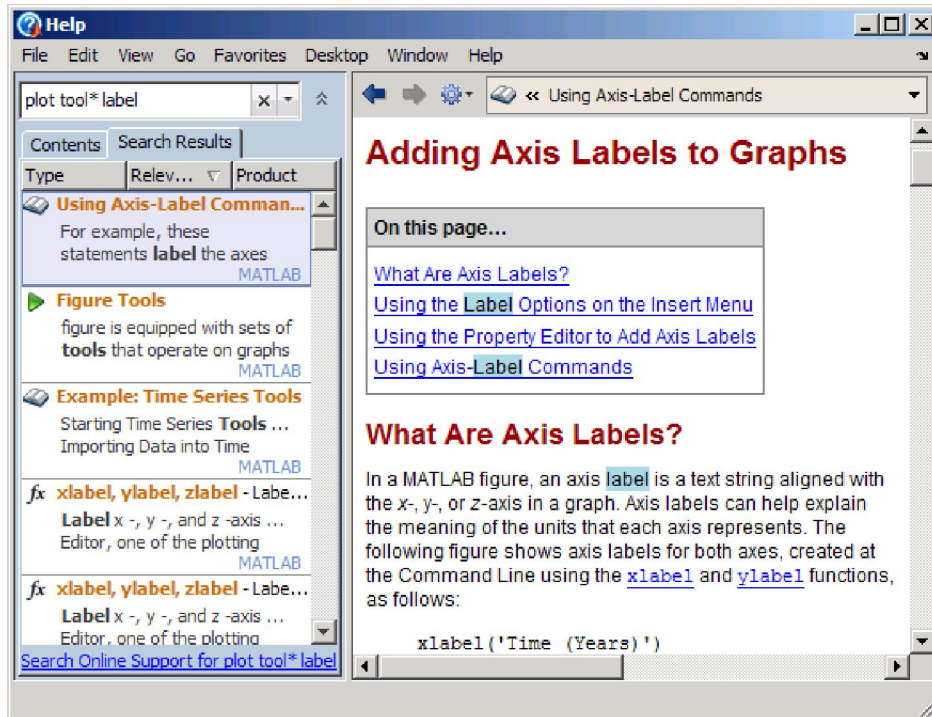 Help
File Edit View Go Favorites Desktop Window Help
plot tool* label
Contents Search Results
Type Relev... Product
Using Axis-Label Comman...
For example, these
statements label the axes
MATLAB
Figure Tools
figure is equipped with sets of
tools that operate on graphs
MATLAB
Example: Time Series Tools
Starting Time Series Tools ...
Importing Data into Time
MATLAB
fx xlabel, ylabel, zlabel - Labe...
Label x -, y -, and z -axis ...
Editor, one of the plotting
MATLAB
fx xlabel, ylabel, zlabel - Labe...
Label x -, y -, and z -axis ...
Editor, one of the plotting
Search Online Support for plot tool* label
« Using Axis-Label Commands
Adding Axis Labels to Graphs
On this page...
What Are Axis Labels?
Using the Label Options on the Insert Menu
Using the Property Editor to Add Axis Labels
Using Axis-Label Commands
What Are Axis Labels?
In a MATLAB figure, an axis label is a text string aligned with
the x-, y-, or z-axis in a graph. Axis labels can help explain
the meaning of the units that each axis represents. The
following figure shows axis labels for both axes, created at
the Command Line using the xlabel and ylabel functions,
as follows:
xlabel('Time (Years)')